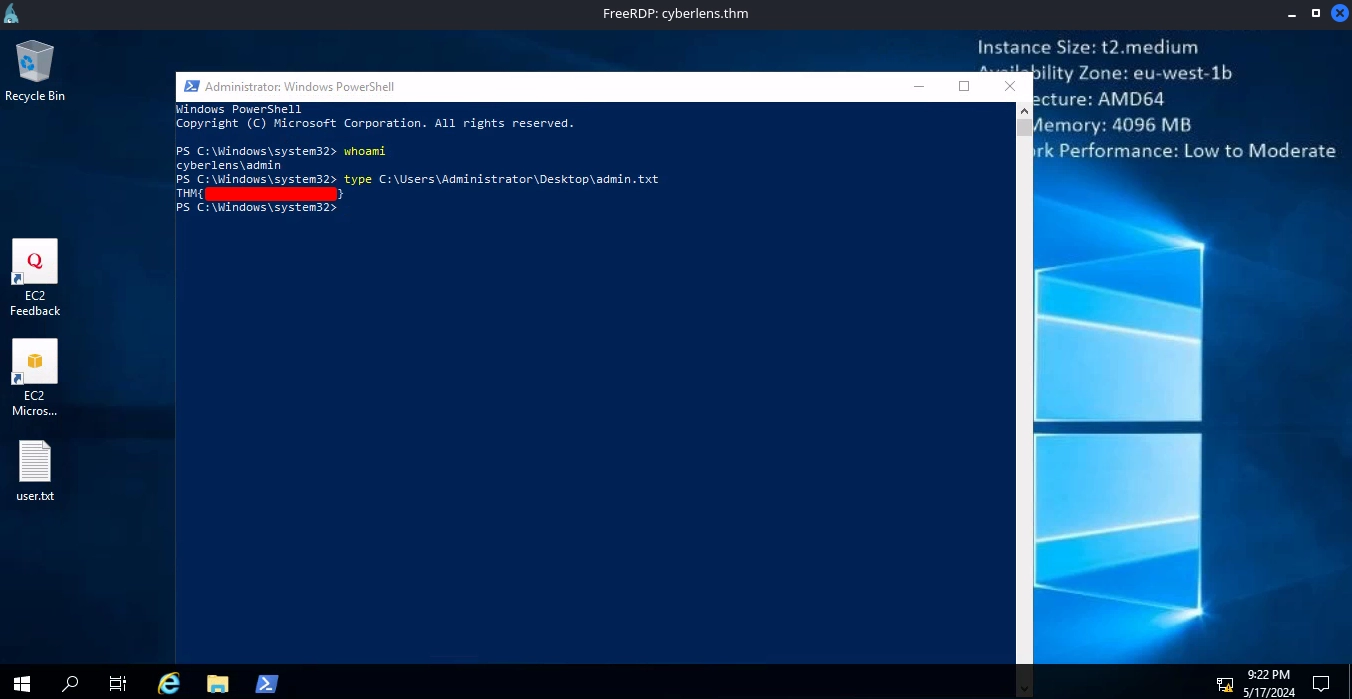 FreeRDP: cyberlens.thm
Recycle Bin
Instance Size: t2.medium
Availability Zone: eu-west-1b
ecture: AMD64
Memory: 4096 MB
rk Performance: Low to Moderate
Administrator: Windows PowerShell
Windows PowerShell
Copyright (C) Microsoft Corporation. All rights reserved.
PS C:\Windows\system32> whoami
cyberlens\admin
PS C:\Windows\system32> type C:\Users\Administrator\Desktop\admin.txt
THM{ }
PS C:\Windows\system32>
EC2
Feedback
EC2
Micros...
user.txt
9:22 PM
5/17/2024